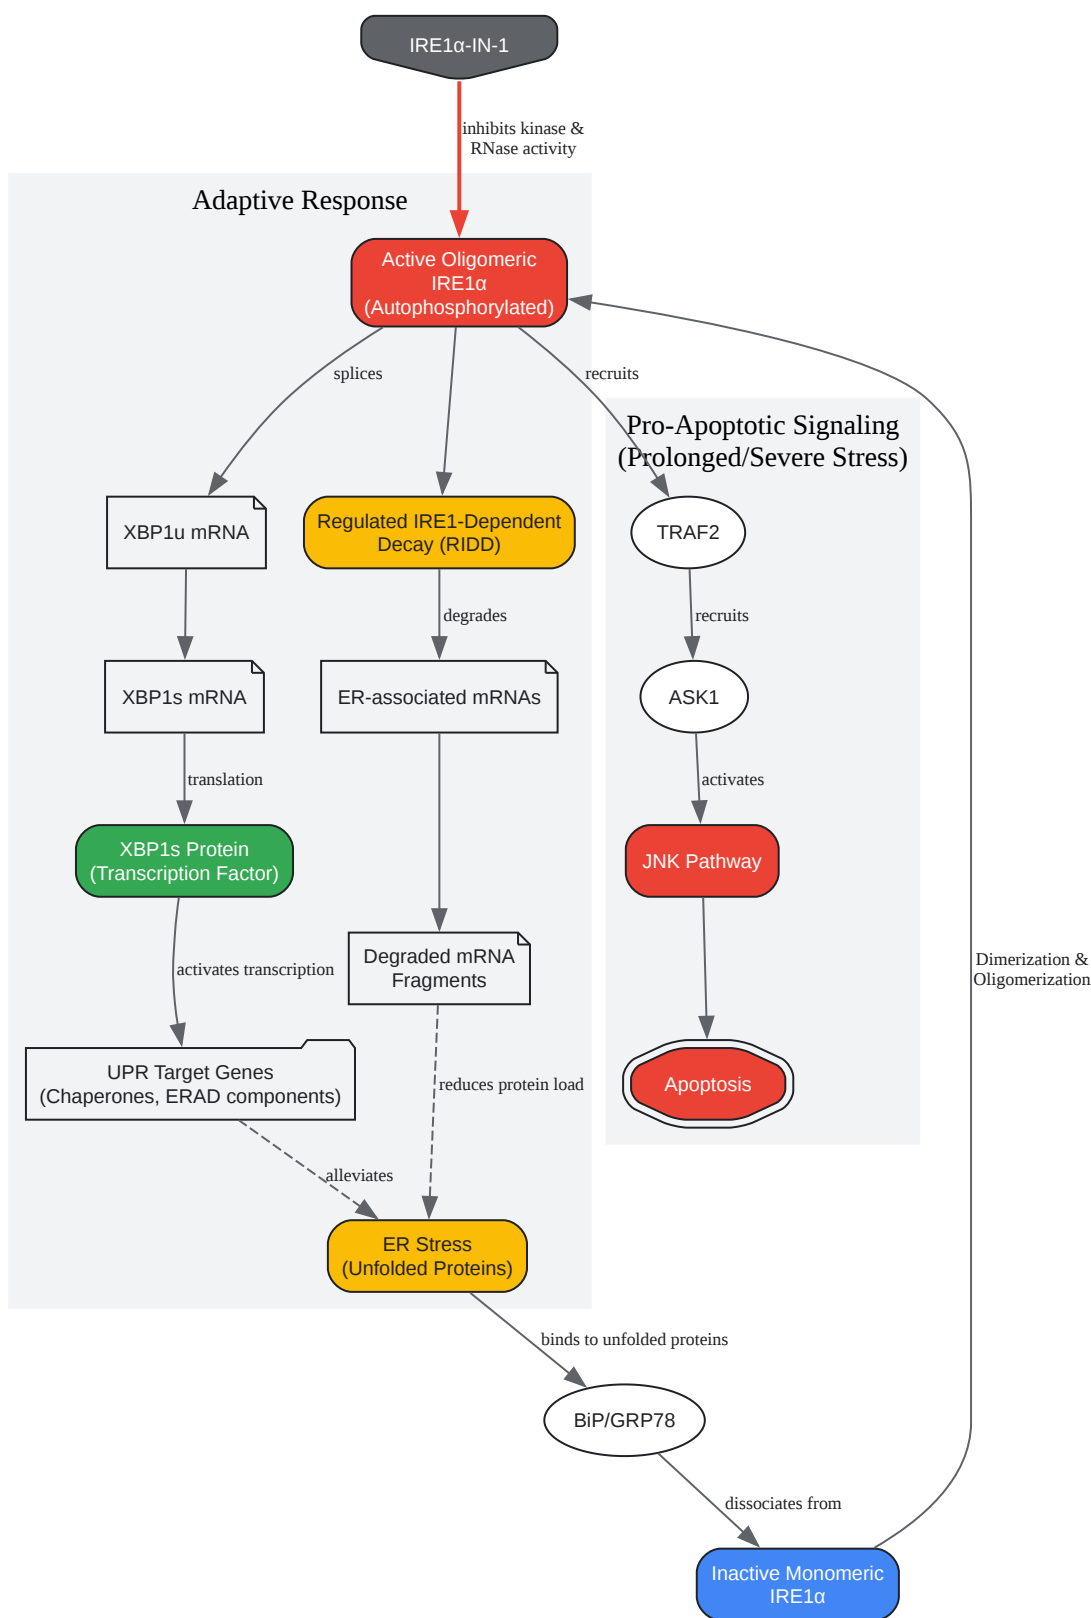 IRE1α-IN-1
inhibits kinase &
RNase activity
Adaptive Response
Active Oligomeric
IRE1α
(Autophosphorylated)
splices
recruits
Pro-Apoptotic Signaling
(Prolonged/Severe Stress)
XBP1u mRNA
Regulated IRE1-Dependent
Decay (RIDD)
TRAF2
degrades
recruits
XBP1s mRNA
ER-associated mRNAs
ASK1
translation
activates
XBP1s Protein
(Transcription Factor)
JNK Pathway
activates transcription
Degraded mRNA
Fragments
Dimerization &
Oligomerization
UPR Target Genes
(Chaperones, ERAD components)
reduces protein load
Apoptosis
alleviates
ER Stress
(Unfolded Proteins)
binds to unfolded proteins
BiP/GRP78
dissociates from
Inactive Monomeric
IRE1α